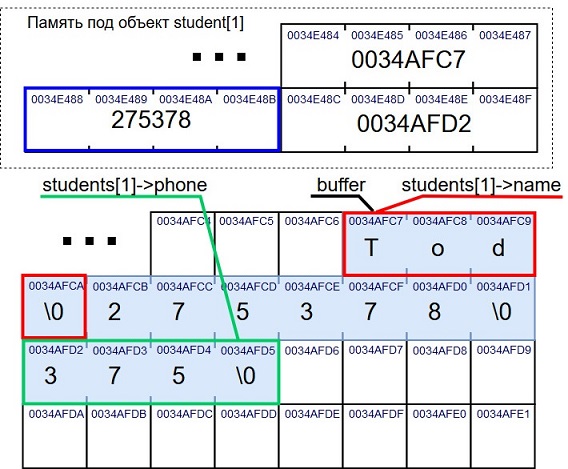 Память под объект student[1]
0034E484 0034E485 0034E486 0034E487
0034AFC7
0034E488 0034E489 0034E48A 0034E48B 0034E48C 0034E48D 0034E48E 0034E48F
275378 0034AFD2
students[1]->phone buffer students[1]->name
0034AFC4 0034AFC5 0034AFC6 0034AFC7 0034AFC8 0034AFC9
T o d
0034AFCA 0034AFCB 0034AFCC 0034AFCD 0034AFCE 0034AFCF 0034AFD0 0034AFD1
\0 2 7 5 3 7 8 \0
0034AFD2 0034AFD3 0034AFD4 0034AFD5 0034AFD6 0034AFD7 0034AFD8 0034AFD9
3 7 5 \0
0034AFDA 0034AFDB 0034AFDC 0034AFDD 0034AFDE 0034AFDF 0034AFE0 0034AFE1